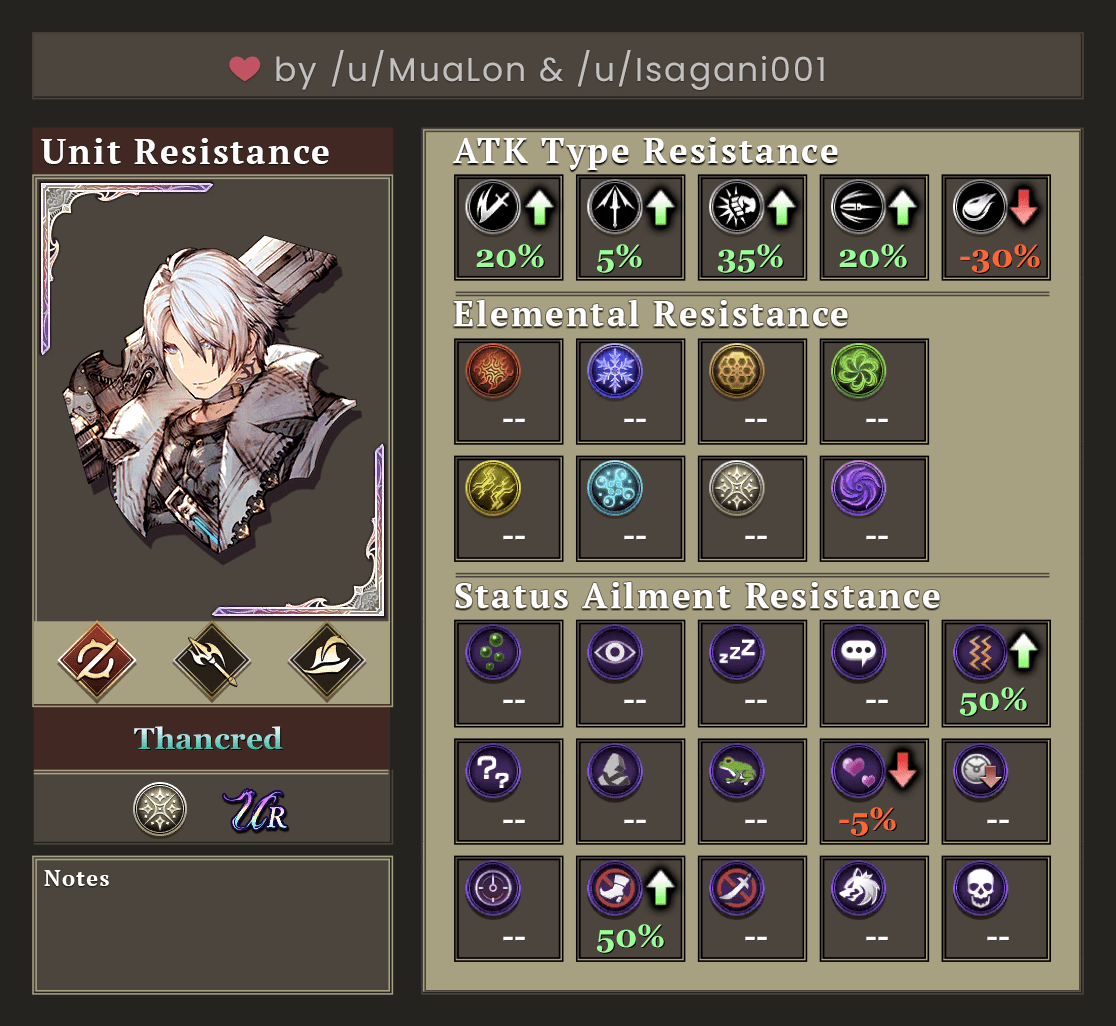 by /u/MuaLon & /u/Isagani001
Unit Resistance
Thancred
UR
Notes
ATK Type Resistance
20% 5% 35% 20% -30%
Elemental Resistance
-- -- -- --
-- -- -- --
Status Ailment Resistance
zzZ
-- -- -- -- 50%
??
-- -- -- -5% --
-- 50% -- -- --